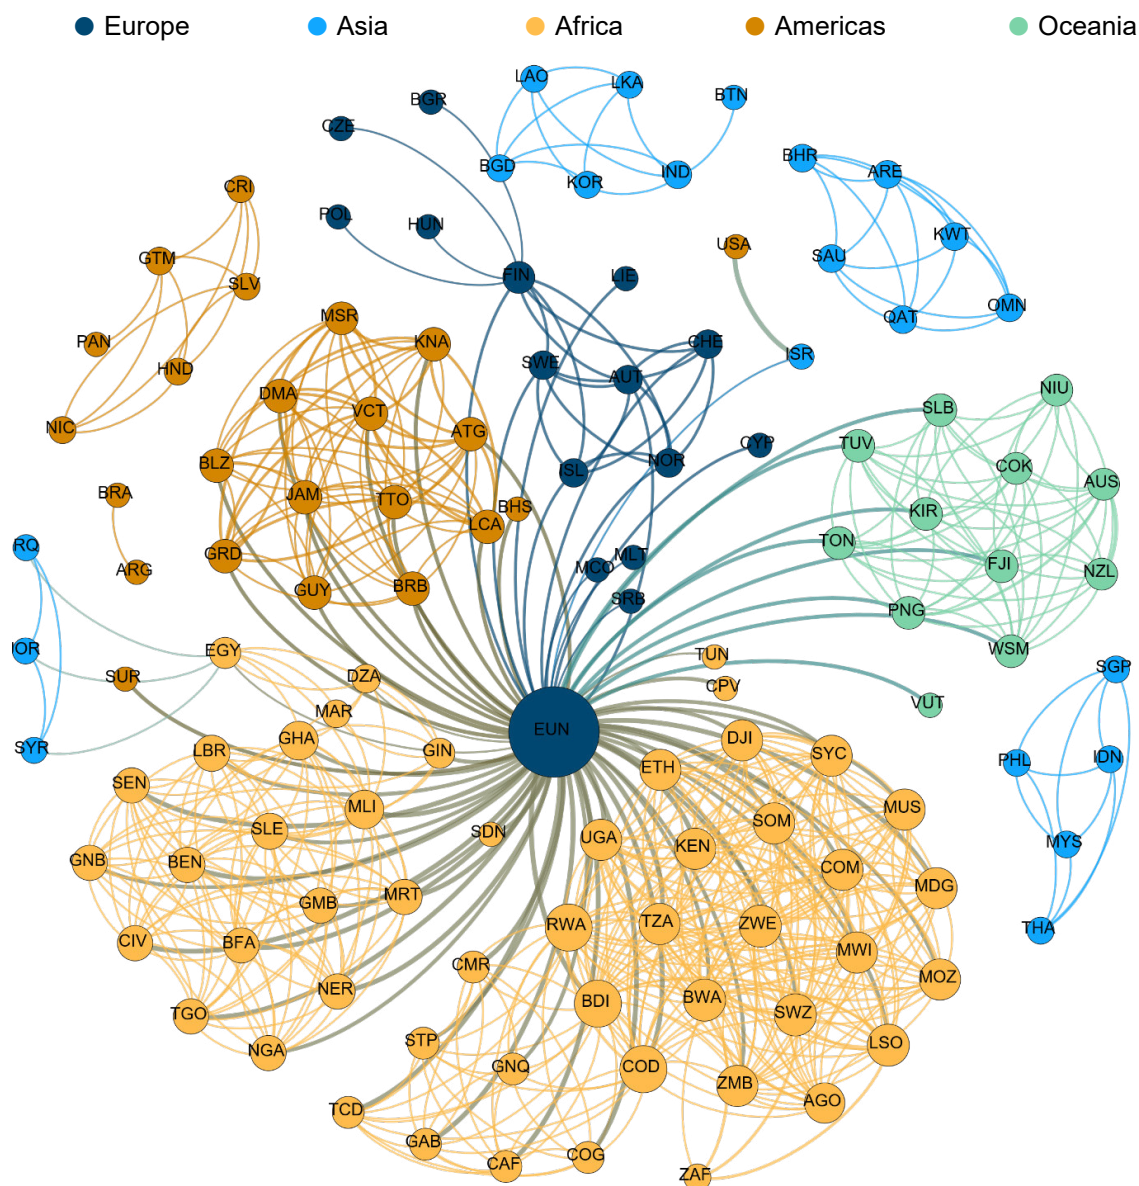 Europe Asia Africa Americas Oceania
LAO LKA BTN
BGR
CZE
BGD KOR IND
BHR ARE
CRI
POL HUN
GTM
SLV
FIN LIE
USA
KWT
SAU
OMN
QAT
MSR
KNA
PAN
HND
SWE AUT CHE
ISR
NIU
DMA VCT
SLB
NIC
ATG
TUV
CYP
BLZ
ISL NOR
COK AUS
BRA
JAM TTO
BHS
LCA
KIR
RQ
TON
GRD
MLT
MCO
FJI NZL
ARG
GUY BRB
SRB
PNG
WSM
OR
EGY
TUN
SGP
SUR
DZA
CPV
VUT
MAR
EUN
SYR
LBR GHA GIN
DJI SYC
PHL IDN
SEN
ETH
MLI
MUS
SLE
SDN
UGA KEN SOM
MYS
GNB BEN
COM
MDG
GMB MRT
CIV BFA
RWA TZA ZWE
THA
MWI
CMR
MOZ
NER
BDI BWA
TGO
SWZ
STP
NGA
LSO
GNQ COD
ZMB
AGO
TCD
GAB
CAF COG
ZAF